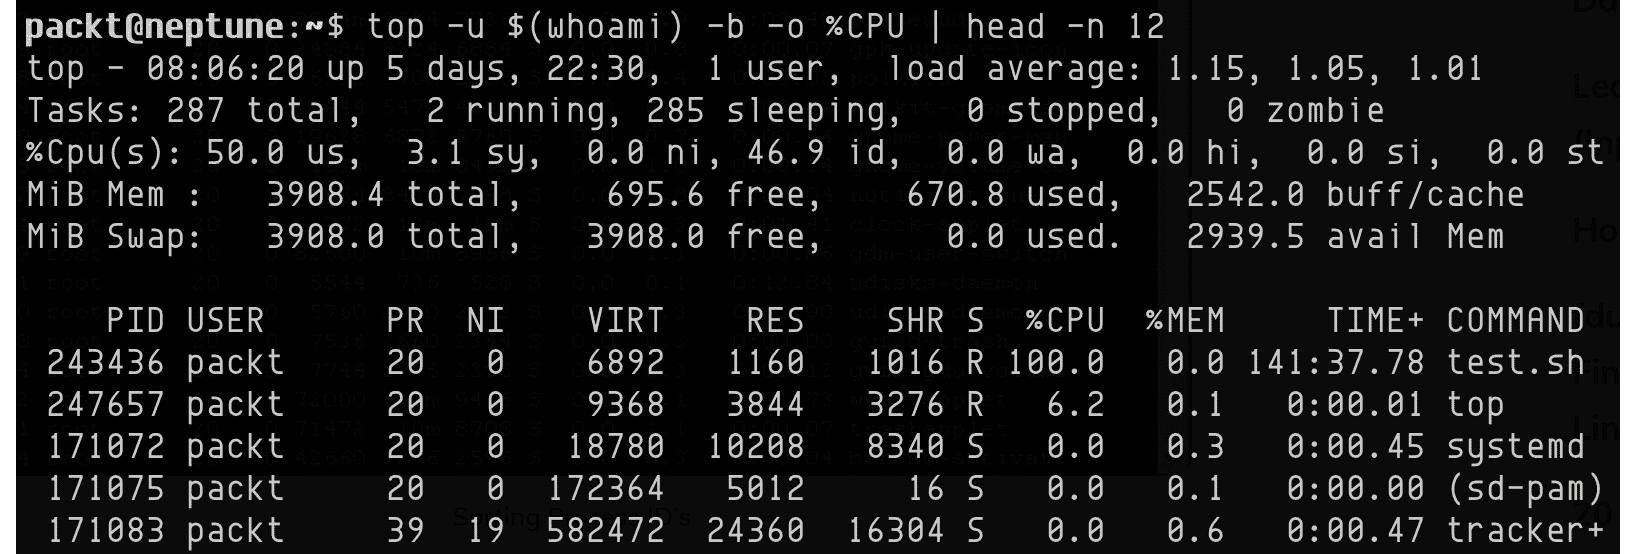 packt@neptune:~$ top -u $(whoami) -b -o %CPU | head -n 12
top - 08:06:20 up 5 days, 22:30,  1 user,  load average: 1.15, 1.05, 1.01
Tasks: 287 total,   2 running, 285 sleeping,   0 stopped,   0 zombie
%Cpu(s): 50.0 us,  3.1 sy,  0.0 ni, 46.9 id,  0.0 wa,  0.0 hi,  0.0 si,  0.0 st
MiB Mem :   3908.4 total,    695.6 free,    670.8 used,   2542.0 buff/cache
MiB Swap:   3908.0 total,   3908.0 free,      0.0 used.   2939.5 avail Mem
    PID USER      PR  NI    VIRT    RES    SHR S  %CPU  %MEM     TIME+ COMMAND
 243436 packt     20   0    6892   1160   1016 R 100.0   0.0 141:37.78 test.sh
 247657 packt     20   0    9368   3844   3276 R   6.2   0.1   0:00.01 top
 171072 packt     20   0   18780  10208   8340 S   0.0   0.3   0:00.45 systemd
 171075 packt     20   0  172364   5012     16 S   0.0   0.1   0:00.00 (sd-pam)
 171083 packt     39  19  582472  24360  16304 S   0.0   0.6   0:00.47 tracker+